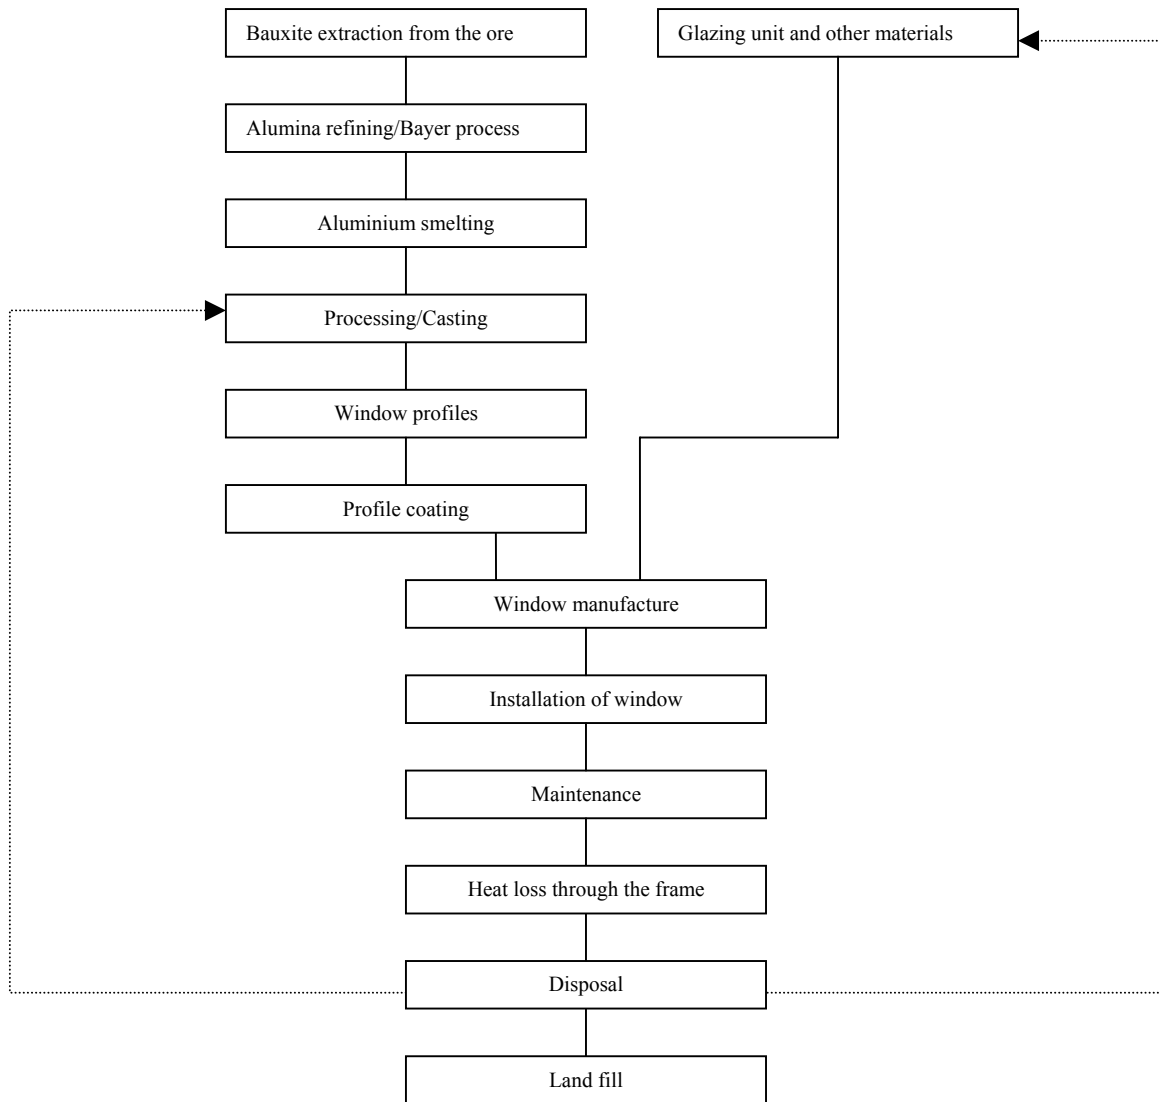 Bauxite extraction from the ore
Glazing unit and other materials
Alumina refining/Bayer process
Aluminium smelting
Processing/Casting
Window profiles
Profile coating
Window manufacture
Installation of window
Maintenance
Heat loss through the frame
Disposal
Land fill